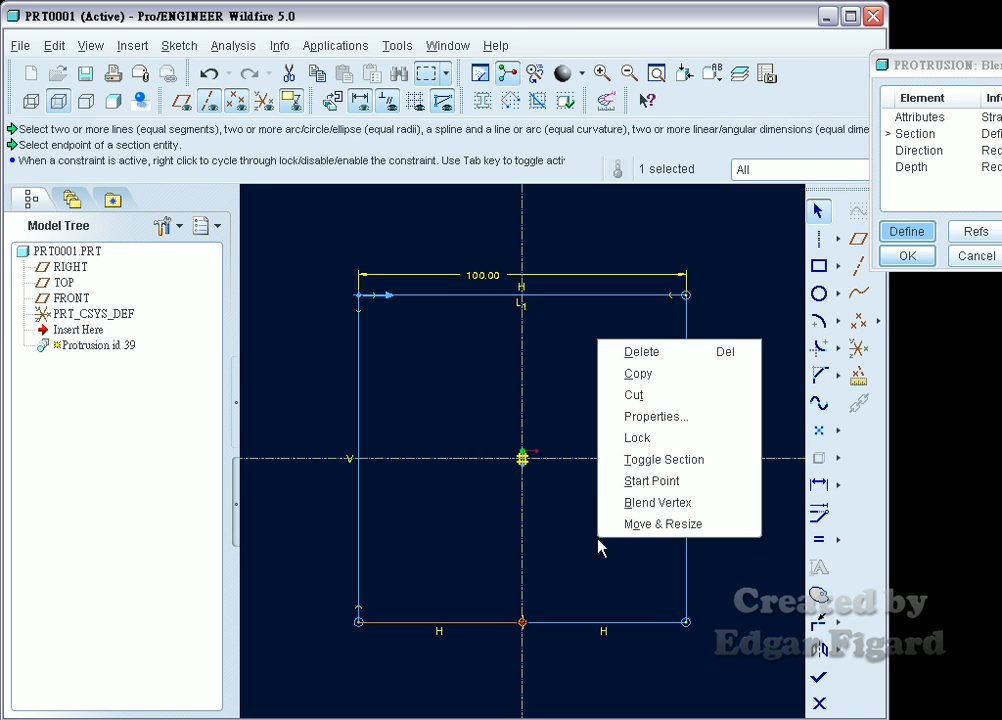 PRT0001 (Active) - Pro/ENGINEER Wildfire 5.0
File Edit View Insert Sketch Analysis Info Applications Tools Window Help
Select two or more lines (equal segments), two or more arc/circle/ellipse (equal radii), a spline and a line or arc (equal curvature), two or more linear/angular dimensions (equal dime
Select endpoint of a section entity.
When a constraint is active, right click to cycle through lock/disable/enable the constraint. Use Tab key to toggle acti
1 selected
All
PROTRUSION: Blen
Element Info
Attributes Stra
> Section Defi
Direction Rec
Depth Rec
Define Refs
OK Cancel
Model Tree
PRT0001.PRT
RIGHT
TOP
FRONT
PRT_CSYS_DEF
Insert Here
Protrusion id 39
100.00
H
L1
V
H H
Delete Del
Copy
Cut
Properties...
Lock
Toggle Section
Start Point
Blend Vertex
Move & Resize
Created by
Edgar Figard